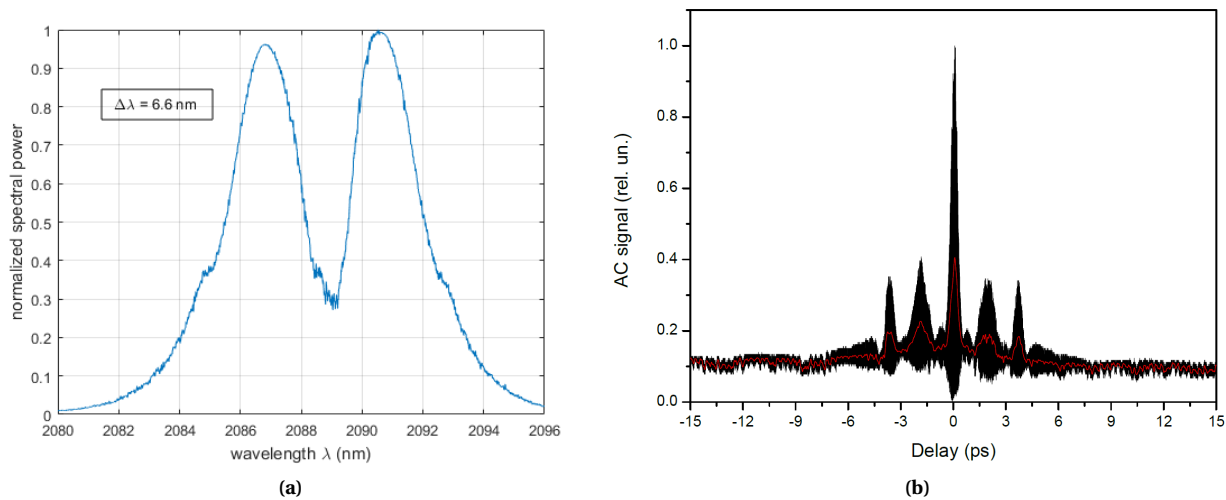 Δλ = 6.6 nm
normalized spectral power
1
0.9
0.8
0.7
0.6
0.5
0.4
0.3
0.2
0.1
0
2080 2082 2084 2086 2088 2090 2092 2094 2096
wavelength λ (nm)
(a)
AC signal (rel. un.)
1.0
0.8
0.6
0.4
0.2
0.0
-15 -12 -9 -6 -3 0 3 6 9 12 15
Delay (ps)
(b)